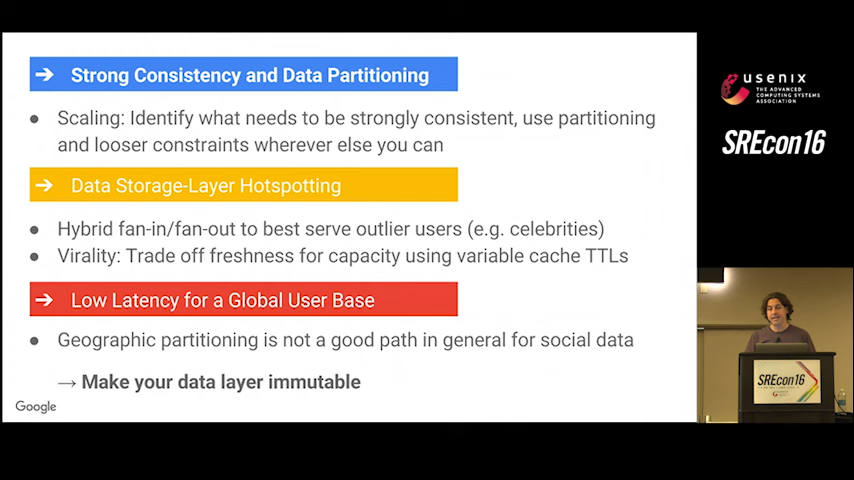 → Strong Consistency and Data Partitioning
● Scaling: Identify what needs to be strongly consistent, use partitioning
and looser constraints wherever else you can
→ Data Storage-Layer Hotspotting
● Hybrid fan-in/fan-out to best serve outlier users (e.g. celebrities)
● Virality: Trade off freshness for capacity using variable cache TTLs
→ Low Latency for a Global User Base
● Geographic partitioning is not a good path in general for social data
→ Make your data layer immutable
Google
usenix
THE ADVANCED
COMPUTING SYSTEMS
ASSOCIATION
SREcon16
SREcon16
usenix